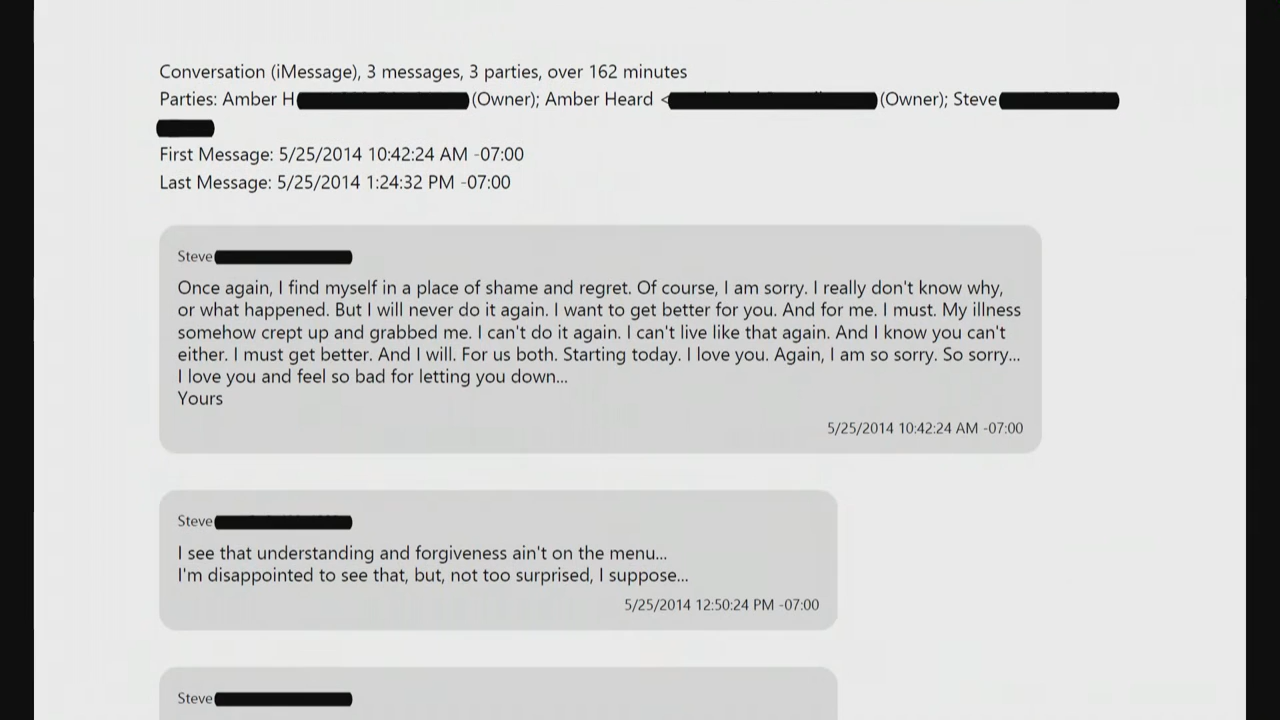 Conversation (iMessage), 3 messages, 3 parties, over 162 minutes
Parties: Amber H (Owner); Amber Heard < (Owner); Steve
First Message: 5/25/2014 10:42:24 AM -07:00
Last Message: 5/25/2014 1:24:32 PM -07:00
Steve
Once again, I find myself in a place of shame and regret. Of course, I am sorry. I really don't know why,
or what happened. But I will never do it again. I want to get better for you. And for me. I must. My illness
somehow crept up and grabbed me. I can't do it again. I can't live like that again. And I know you can't
either. I must get better. And I will. For us both. Starting today. I love you. Again, I am so sorry. So sorry...
I love you and feel so bad for letting you down...
Yours
5/25/2014 10:42:24 AM -07:00
Steve
I see that understanding and forgiveness ain't on the menu...
I'm disappointed to see that, but, not too surprised, I suppose...
5/25/2014 12:50:24 PM -07:00
Steve